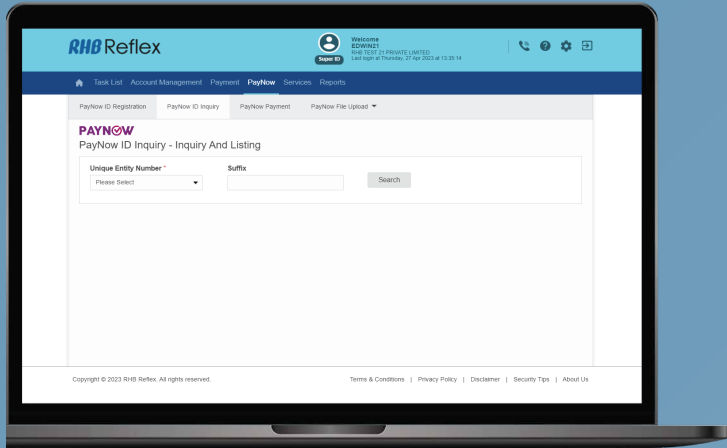 RHB Reflex
Super ID
Welcome
EDWIN21
RHB TEST 21 PRIVATE LIMITED
Last login at Thursday, 27 Apr 2023 at 13:35:14
Task List Account Management Payment PayNow Services Reports
PayNow ID Registration PayNow ID Inquiry PayNow Payment PayNow File Upload
PAYNOW
PayNow ID Inquiry - Inquiry And Listing
Unique Entity Number * Suffix
Please Select
Search
Copyright © 2023 RHB Reflex. All rights reserved. Terms & Conditions | Privacy Policy | Disclaimer | Security Tips | About Us